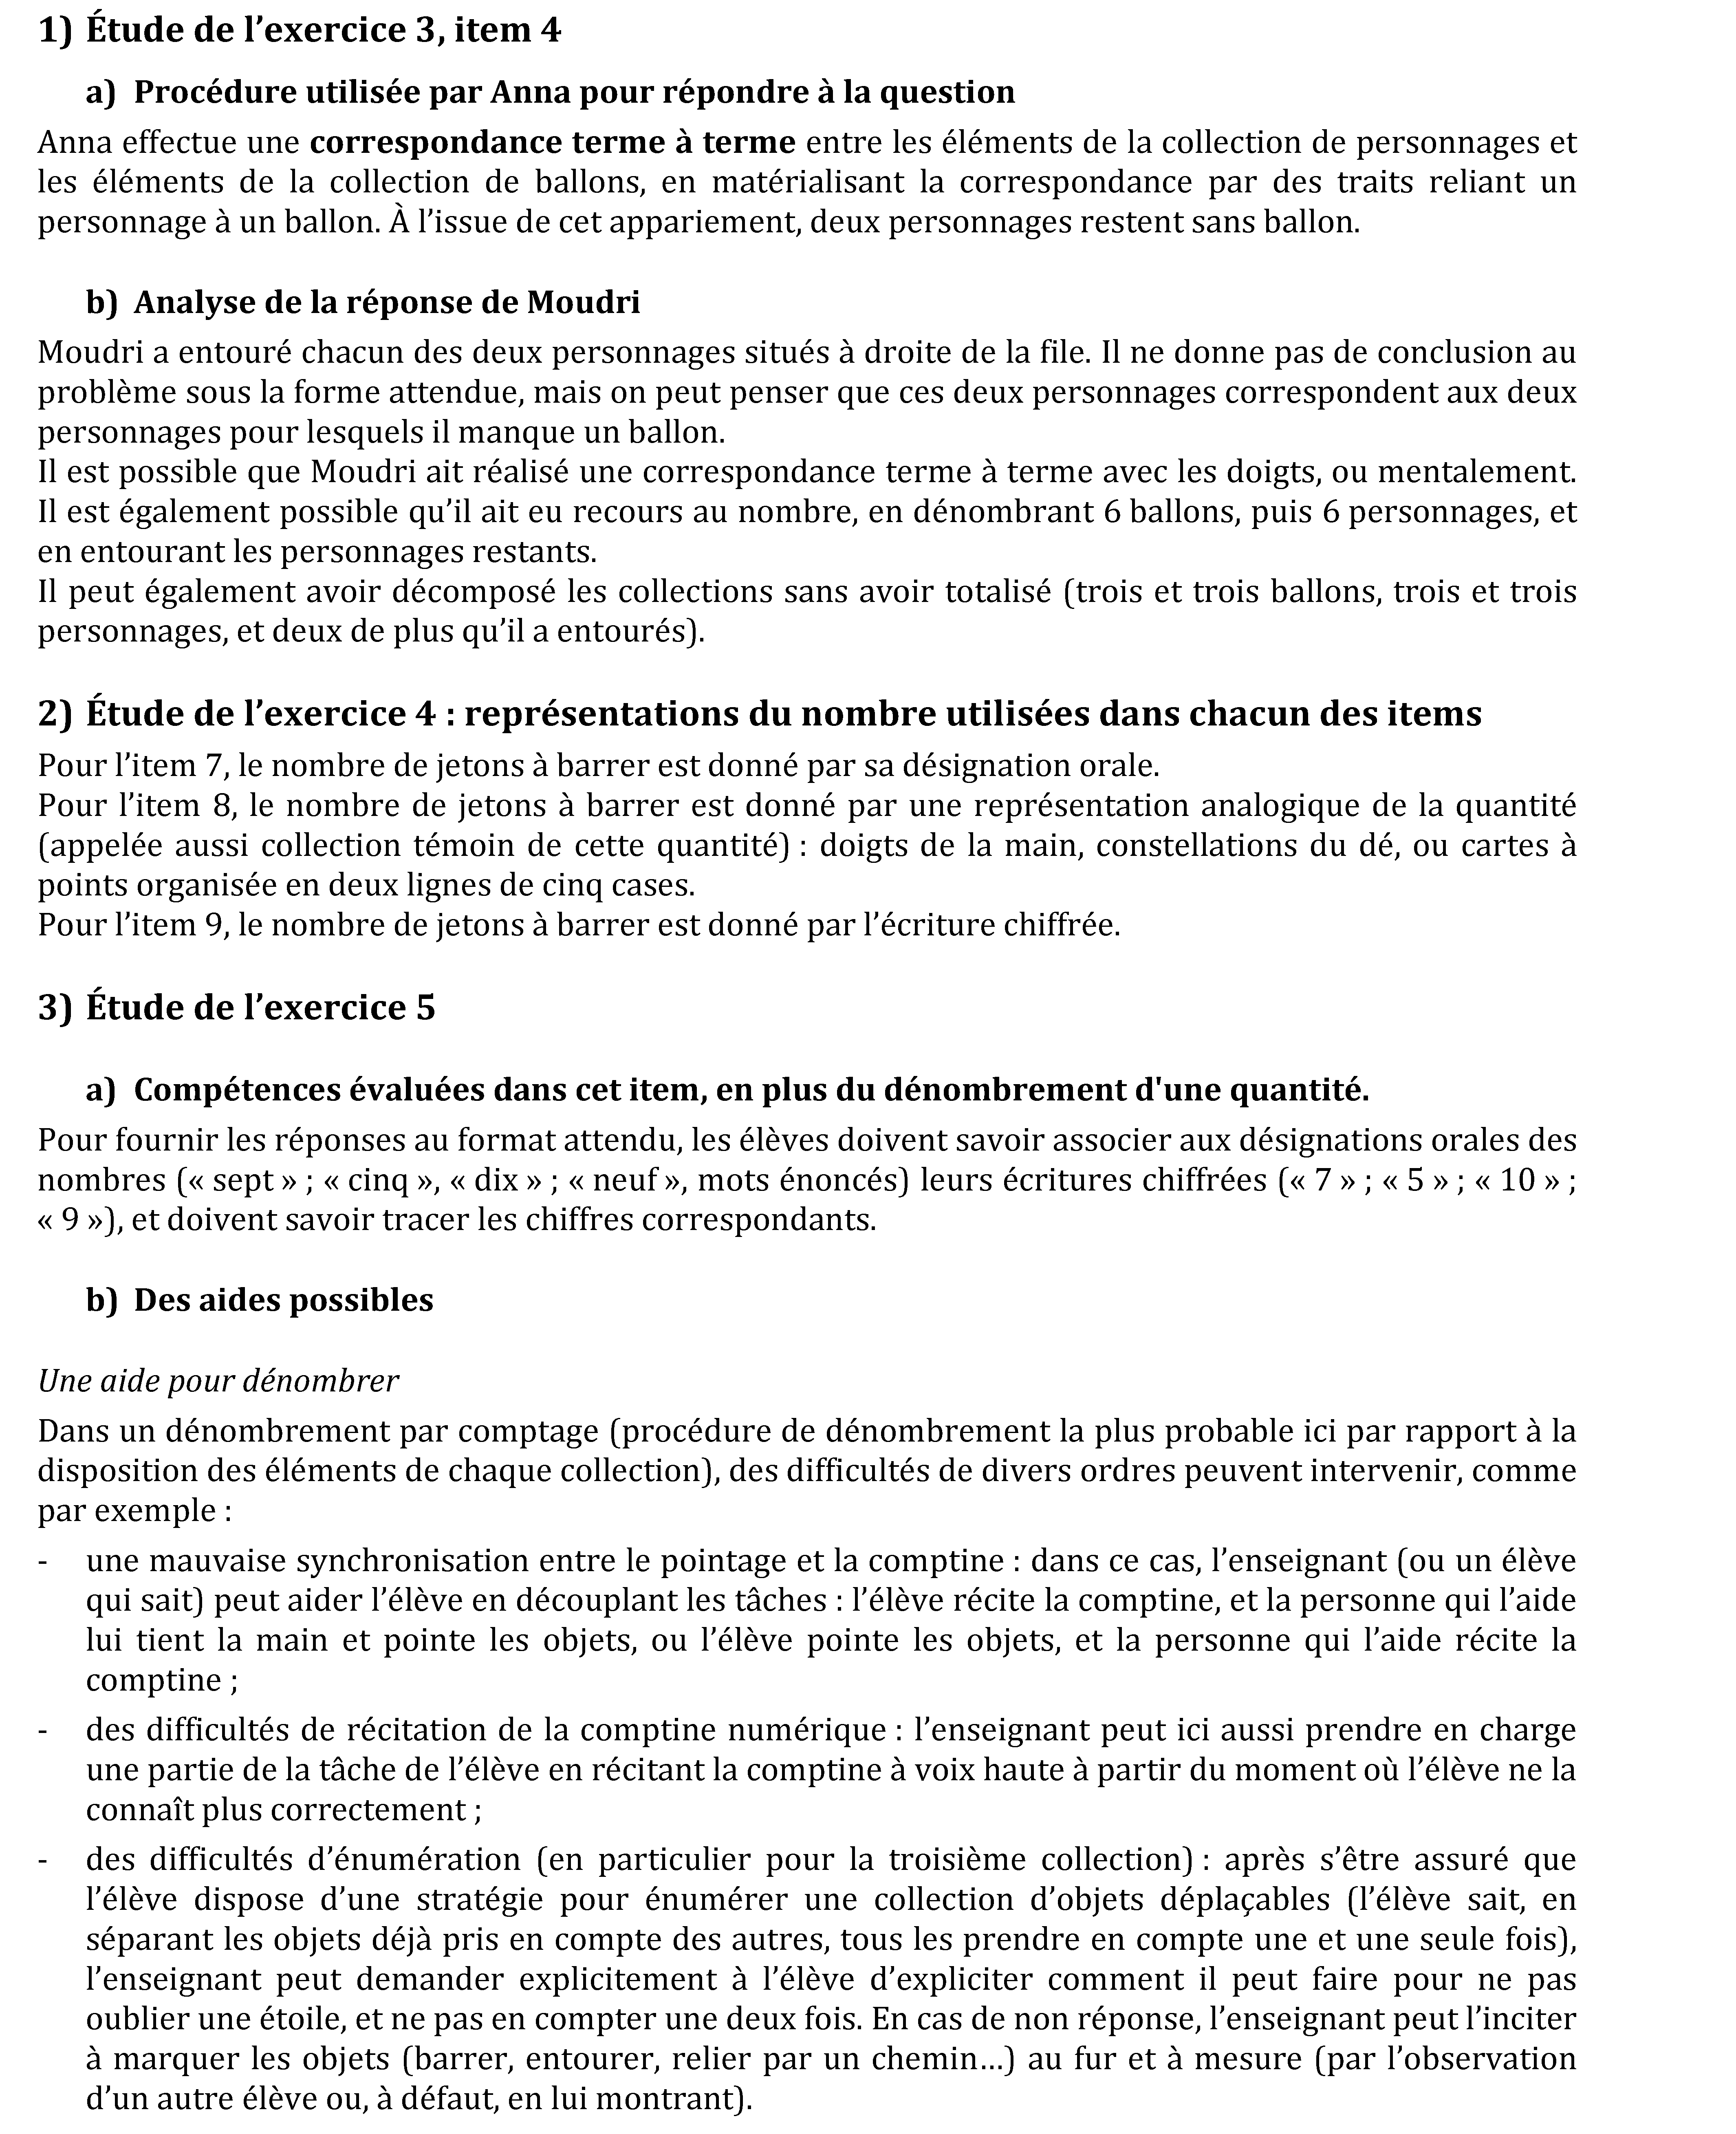 1) Étude de l’exercice 3, item 4
a) Procédure utilisée par Anna pour répondre à la question
Anna effectue une correspondance terme à terme entre les éléments de la collection de personnages et
les éléments de la collection de ballons, en matérialisant la correspondance par des traits reliant un
personnage à un ballon. À l’issue de cet appariement, deux personnages restent sans ballon.
b) Analyse de la réponse de Moudri
Moudri a entouré chacun des deux personnages situés à droite de la file. Il ne donne pas de conclusion au
problème sous la forme attendue, mais on peut penser que ces deux personnages correspondent aux deux
personnages pour lesquels il manque un ballon.
Il est possible que Moudri ait réalisé une correspondance terme à terme avec les doigts, ou mentalement.
Il est également possible qu’il ait eu recours au nombre, en dénombrant 6 ballons, puis 6 personnages, et
en entourant les personnages restants.
Il peut également avoir décomposé les collections sans avoir totalisé (trois et trois ballons, trois et trois
personnages, et deux de plus qu’il a entourés).
2) Étude de l’exercice 4 : représentations du nombre utilisées dans chacun des items
Pour l’item 7, le nombre de jetons à barrer est donné par sa désignation orale.
Pour l’item 8, le nombre de jetons à barrer est donné par une représentation analogique de la quantité
(appelée aussi collection témoin de cette quantité) : doigts de la main, constellations du dé, ou cartes à
points organisée en deux lignes de cinq cases.
Pour l’item 9, le nombre de jetons à barrer est donné par l’écriture chiffrée.
3) Étude de l’exercice 5
a) Compétences évaluées dans cet item, en plus du dénombrement d'une quantité.
Pour fournir les réponses au format attendu, les élèves doivent savoir associer aux désignations orales des
nombres (« sept » ; « cinq », « dix » ; « neuf », mots énoncés) leurs écritures chiffrées (« 7 » ; « 5 » ; « 10 » ;
« 9 »), et doivent savoir tracer les chiffres correspondants.
b) Des aides possibles
Une aide pour dénombrer
Dans un dénombrement par comptage (procédure de dénombrement la plus probable ici par rapport à la
disposition des éléments de chaque collection), des difficultés de divers ordres peuvent intervenir, comme
par exemple :
- une mauvaise synchronisation entre le pointage et la comptine : dans ce cas, l’enseignant (ou un élève
qui sait) peut aider l’élève en découplant les tâches : l’élève récite la comptine, et la personne qui l’aide
lui tient la main et pointe les objets, ou l’élève pointe les objets, et la personne qui l’aide récite la
comptine ;
- des difficultés de récitation de la comptine numérique : l’enseignant peut ici aussi prendre en charge
une partie de la tâche de l’élève en récitant la comptine à voix haute à partir du moment où l’élève ne la
connaît plus correctement ;
- des difficultés d’énumération (en particulier pour la troisième collection) : après s’être assuré que
l’élève dispose d’une stratégie pour énumérer une collection d’objets déplaçables (l’élève sait, en
séparant les objets déjà pris en compte des autres, tous les prendre en compte une et une seule fois),
l’enseignant peut demander explicitement à l’élève d’expliciter comment il peut faire pour ne pas
oublier une étoile, et ne pas en compter une deux fois. En cas de non réponse, l’enseignant peut l’inciter
à marquer les objets (barrer, entourer, relier par un chemin…) au fur et à mesure (par l’observation
d’un autre élève ou, à défaut, en lui montrant).